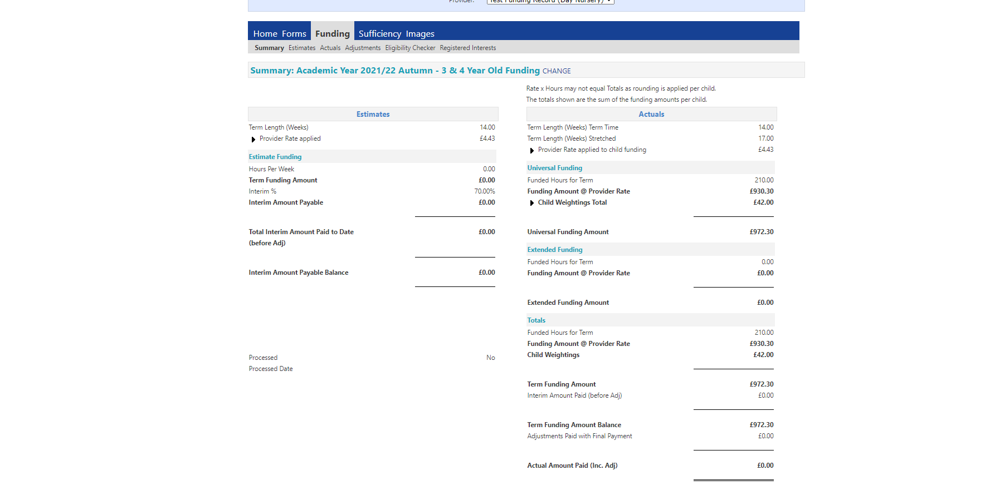 Provider: Test Funding Record (Day Nursery)
Home Forms Funding Sufficiency Images
Summary Estimates Actuals Adjustments Eligibility Checker Registered Interests
Summary: Academic Year 2021/22 Autumn - 3 & 4 Year Old Funding CHANGE
Rate x Hours may not equal Totals as rounding is applied per child.
The totals shown are the sum of the funding amounts per child.
Estimates
Term Length (Weeks) 14.00
Provider Rate applied £4.43
Estimate Funding
Hours Per Week 0.00
Term Funding Amount £0.00
Interim % 70.00%
Interim Amount Payable £0.00
Total Interim Amount Paid to Date £0.00
(before Adj)
Interim Amount Payable Balance £0.00
Processed No
Processed Date
Actuals
Term Length (Weeks) Term Time 14.00
Term Length (Weeks) Stretched 17.00
Provider Rate applied to child funding £4.43
Universal Funding
Funded Hours for Term 210.00
Funding Amount @ Provider Rate £930.30
Child Weightings Total £42.00
Universal Funding Amount £972.30
Extended Funding
Funded Hours for Term 0.00
Funding Amount @ Provider Rate £0.00
Extended Funding Amount £0.00
Totals
Funded Hours for Term 210.00
Funding Amount @ Provider Rate £930.30
Child Weightings £42.00
Term Funding Amount £972.30
Interim Amount Paid (before Adj) £0.00
Term Funding Amount Balance £972.30
Adjustments Paid with Final Payment £0.00
Actual Amount Paid (Inc. Adj) £0.00